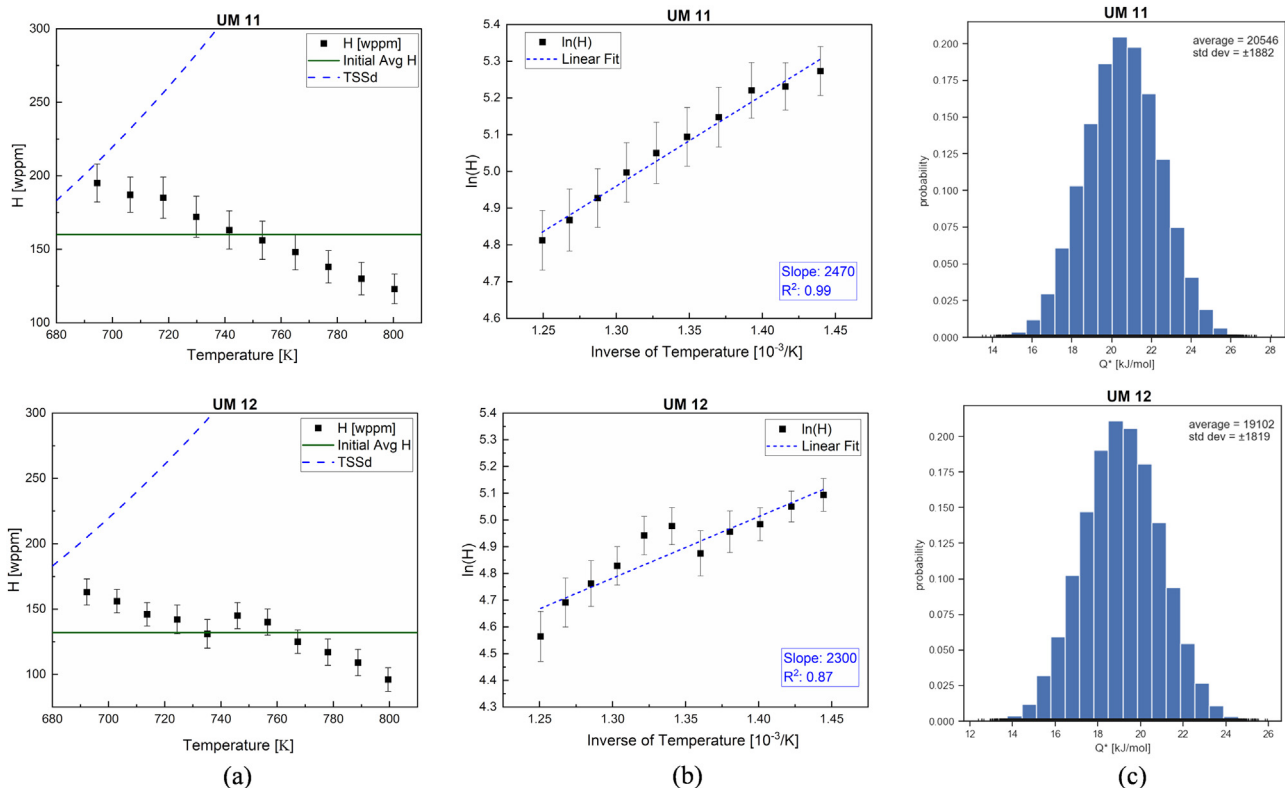 UM 11
300
250
200
150
100
H [wppm]
H [wppm]
Initial Avg H
TSSd
680 700 720 740 760 780 800
Temperature [K]
UM 11
5.4
5.3
5.2
5.1
5.0
4.9
4.8
4.7
4.6
ln(H)
ln(H)
Linear Fit
Slope: 2470
R²: 0.99
1.25 1.30 1.35 1.40 1.45
Inverse of Temperature [10⁻³/K]
UM 11
0.200
0.175
0.150
0.125
0.100
0.075
0.050
0.025
0.000
probability
average = 20546
std dev = ±1882
14 16 18 20 22 24 26 28
Q* [kJ/mol]
UM 12
300
250
200
150
100
H [wppm]
H [wppm]
Initial Avg H
TSSd
680 700 720 740 760 780 800
Temperature [K]
(a)
UM 12
5.4
5.3
5.2
5.1
5.0
4.9
4.8
4.7
4.6
4.5
4.4
4.3
ln(H)
ln(H)
Linear Fit
Slope: 2300
R²: 0.87
1.25 1.30 1.35 1.40 1.45
Inverse of Temperature [10⁻³/K]
(b)
UM 12
0.200
0.175
0.150
0.125
0.100
0.075
0.050
0.025
0.000
probability
average = 19102
std dev = ±1819
12 14 16 18 20 22 24 26
Q* [kJ/mol]
(c)